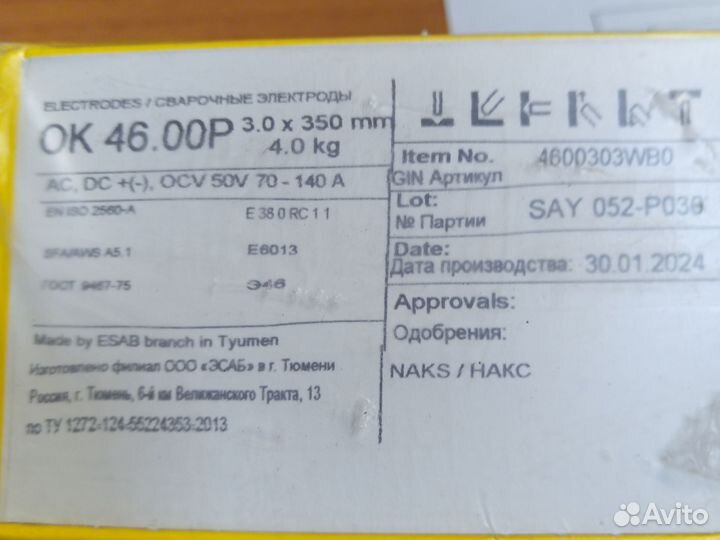 ELECTRODES / СВАРОЧНЫЕ ЭЛЕКТРОДЫ
OK 46.00P 3.0 x 350 mm
4.0 kg
AC, DC +(-), OCV 50V 70 - 140 A
EN ISO 2560-A E 38 0 RC 1 1
SFA/AWS A5.1 E6013
ГОСТ 9467-75 Э46
Made by ESAB branch in Tyumen
Изготовлено филиал ООО «ЭСАБ» в г. Тюмени
Россия, г. Тюмень, 6-й км Велижанского Тракта, 13
по ТУ 1272-124-55224353-2013
Item No. 4600303WB0
GIN Артикул
Lot: SAY 052-P036
№ Партии
Date:
Дата производства: 30.01.2024
Approvals:
Одобрения:
NAKS / НАКС
Avito